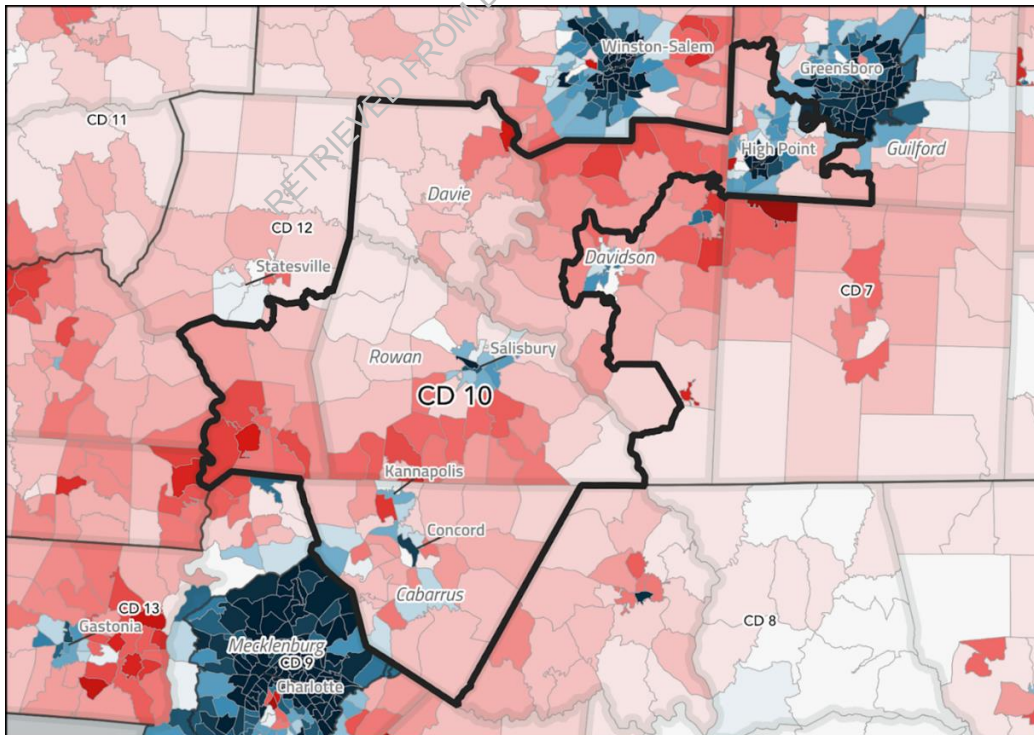 RETRIEVED FROM
Winston-Salem
Greensboro
CD 11
High Point
Guilford
Davie
CD 12
Statesville
Davidson
CD 7
Rowan
Salisbury
CD 10
Kannapolis
Concord
Cabarrus
CD 13
Gastonia
CD 8
Mecklenburg
CD 9
Charlotte